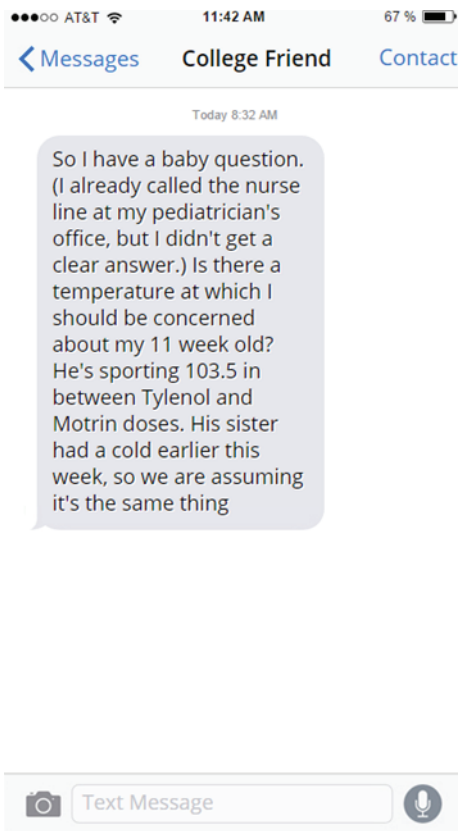 ●●●○○ AT&T 11:42 AM 67 %
Messages College Friend Contact
Today 8:32 AM
So I have a baby question.
(I already called the nurse
line at my pediatrician's
office, but I didn't get a
clear answer.) Is there a
temperature at which I
should be concerned
about my 11 week old?
He's sporting 103.5 in
between Tylenol and
Motrin doses. His sister
had a cold earlier this
week, so we are assuming
it's the same thing
Text Message